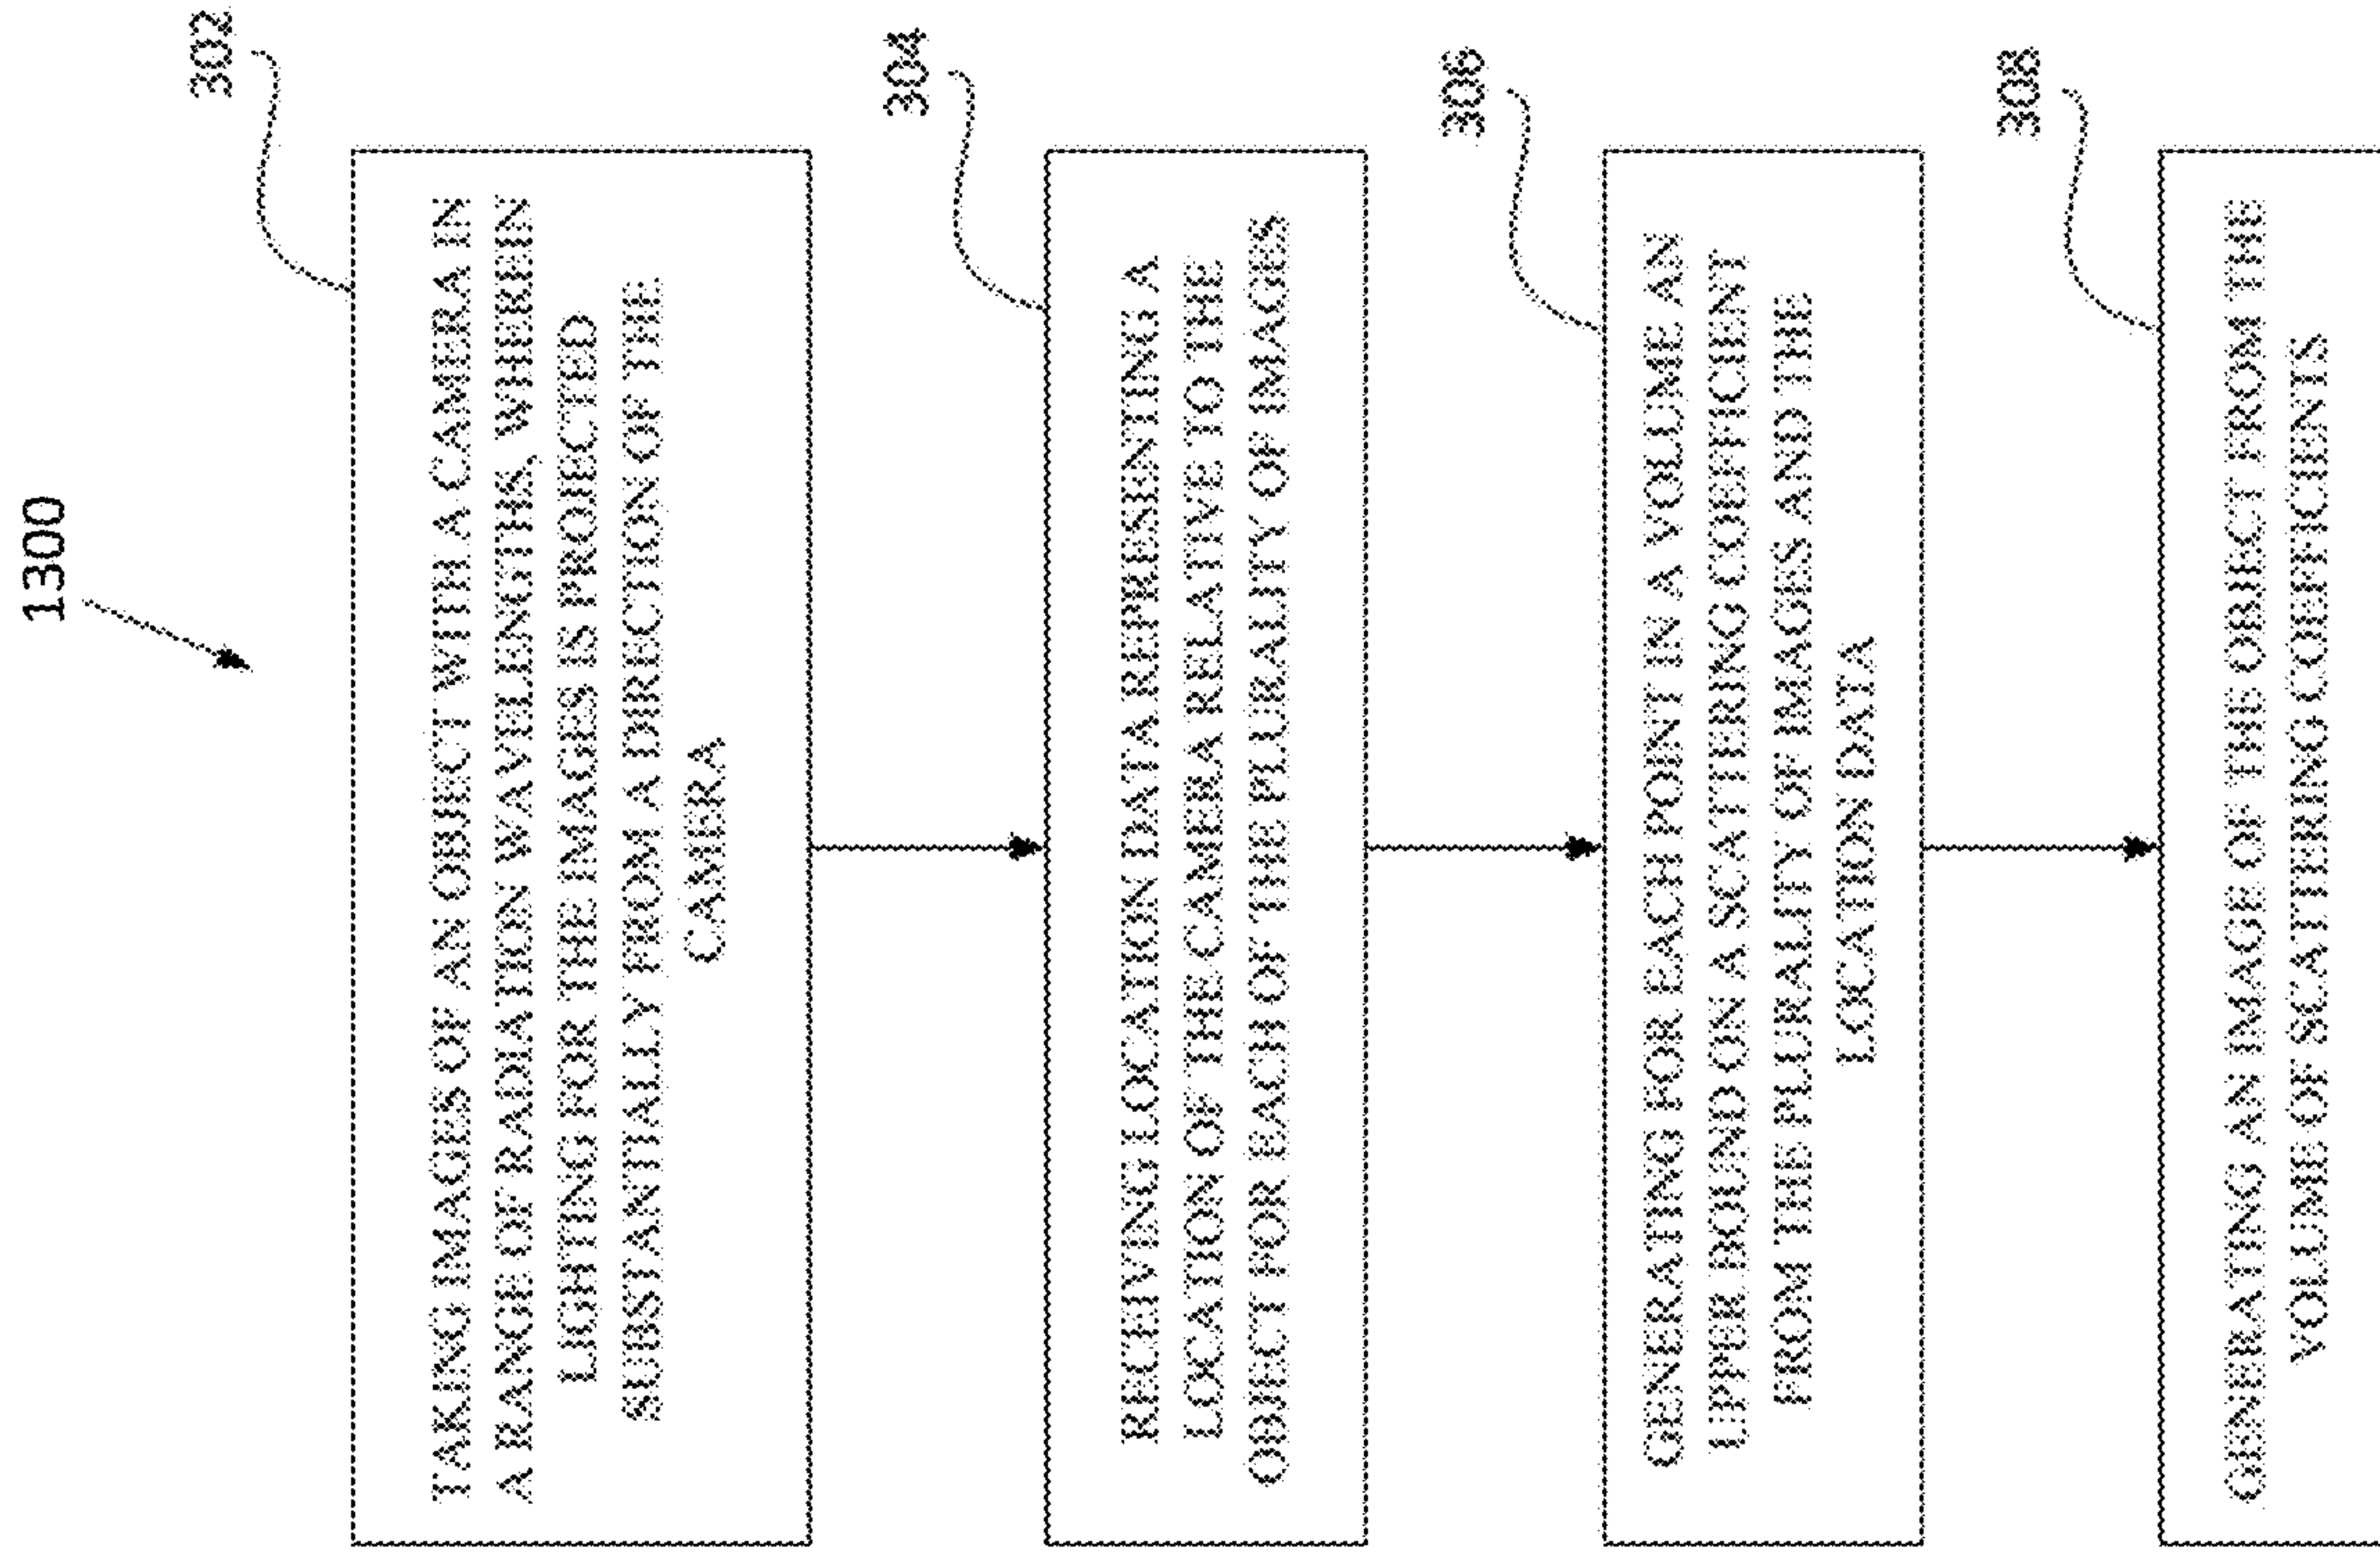 1300
302
TAKING IMAGES OF AN OBJECT WITH A CAMERA IN
A RANGE OF RADIATION WAVELENGTHS, WHEREIN
LIGHTING FOR THE IMAGES IS PROJECTED
SUBSTANTIALLY FROM A DIRECTION OF THE
CAMERA
304
RECEIVING LOCATION DATA REPRESENTING A
LOCATION OF THE CAMERA RELATIVE TO THE
OBJECT FOR EACH OF THE PLURALITY OF IMAGES
306
GENERATING FOR EACH POINT IN A VOLUME AN
UPPER BOUND ON A SCATTERING COEFFICIENT
FROM THE PLURALITY OF IMAGES AND THE
LOCATION DATA
308
GENERATING AN IMAGE OF THE OBJECT FROM THE
VOLUME OF SCATTERING COEFFICIENTS